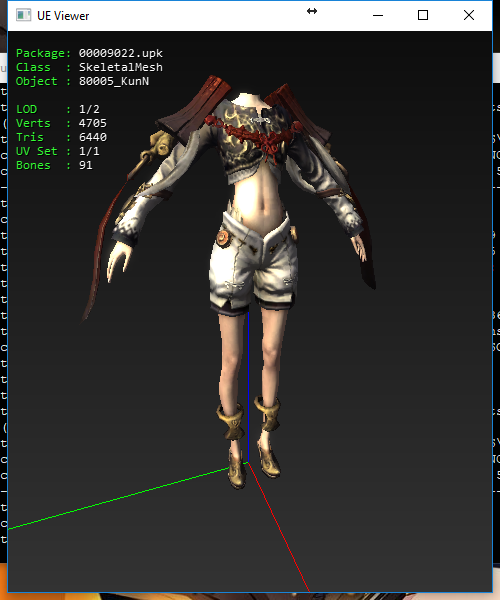 UE Viewer
Package: 00009022.upk
Class : SkeletalMesh
Object : 80005_KunN
LOD : 1/2
Verts : 4705
Tris : 6440
UV Set : 1/1
Bones : 91